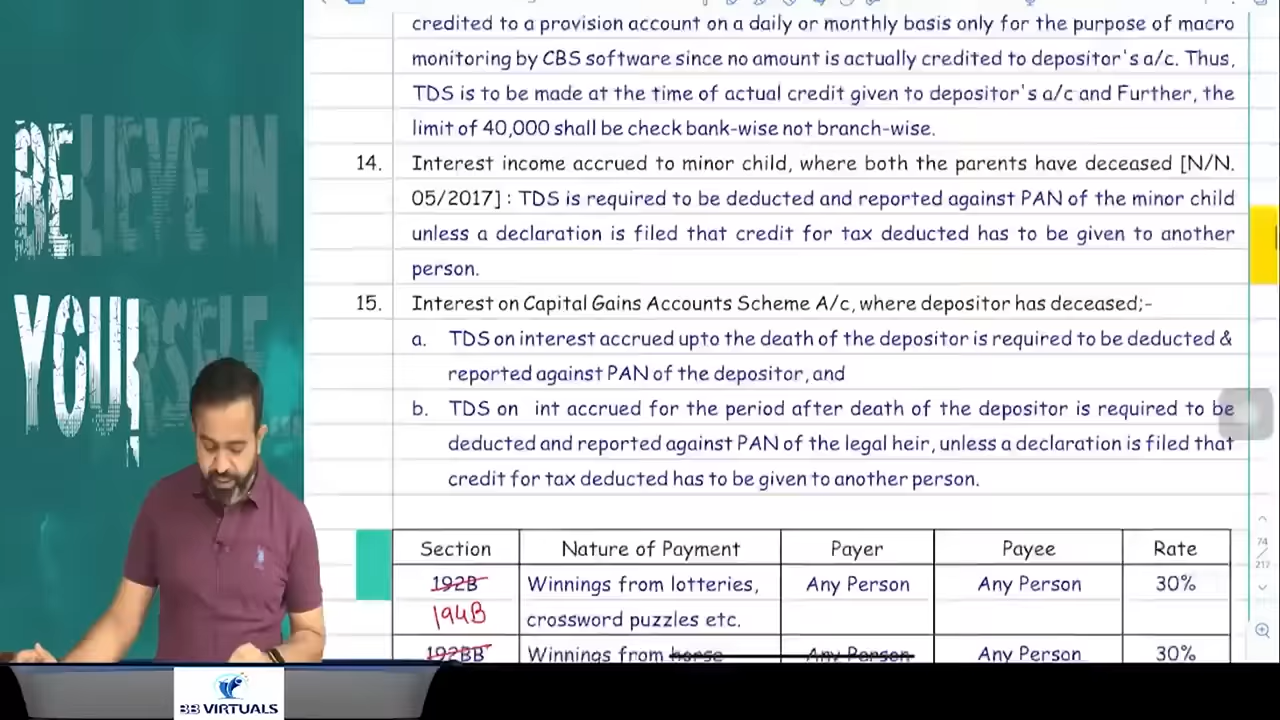 credited to a provision account on a daily or monthly basis only for the purpose of macro
monitoring by CBS software since no amount is actually credited to depositor's a/c. Thus,
TDS is to be made at the time of actual credit given to depositor's a/c and Further, the
limit of 40,000 shall be check bank-wise not branch-wise.
14. Interest income accrued to minor child, where both the parents have deceased [N/N.
05/2017] : TDS is required to be deducted and reported against PAN of the minor child
unless a declaration is filed that credit for tax deducted has to be given to another
person.
15. Interest on Capital Gains Accounts Scheme A/c, where depositor has deceased;-
a. TDS on interest accrued upto the death of the depositor is required to be deducted &
reported against PAN of the depositor, and
b. TDS on int accrued for the period after death of the depositor is required to be
deducted and reported against PAN of the legal heir, unless a declaration is filed that
credit for tax deducted has to be given to another person.
Section Nature of Payment Payer Payee Rate
192B Winnings from lotteries, Any Person Any Person 30%
194B crossword puzzles etc.
192BB Winnings from horse Any Person Any Person 30%
BELIEVE IN
YOURSELF
BB VIRTUALS
74
217